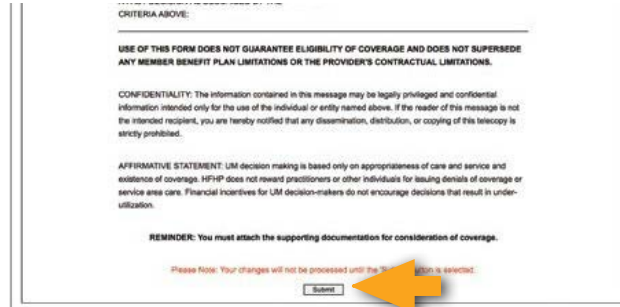 CRITERIA ABOVE:
USE OF THIS FORM DOES NOT GUARANTEE ELIGIBILITY OF COVERAGE AND DOES NOT SUPERSEDE
ANY MEMBER BENEFIT PLAN LIMITATIONS OR THE PROVIDER'S CONTRACTUAL LIMITATIONS.
CONFIDENTIALITY: The information contained in this message may be legally privileged and confidential
information intended only for the use of the individual or entity named above. If the reader of this message is not
the intended recipient, you are hereby notified that any dissemination, distribution, or copying of this telecopy is
strictly prohibited.
AFFIRMATIVE STATEMENT: UM decision making is based only on appropriateness of care and service and
existence of coverage. HFHP does not reward practitioners or other individuals for issuing denials of coverage or
service area care. Financial Incentives for UM decision-makers do not encourage decisions that result in under-
utilization.
REMINDER: You must attach the supporting documentation for consideration of coverage.
Please Note: Your changes will not be processed until the button is selected.
Submit